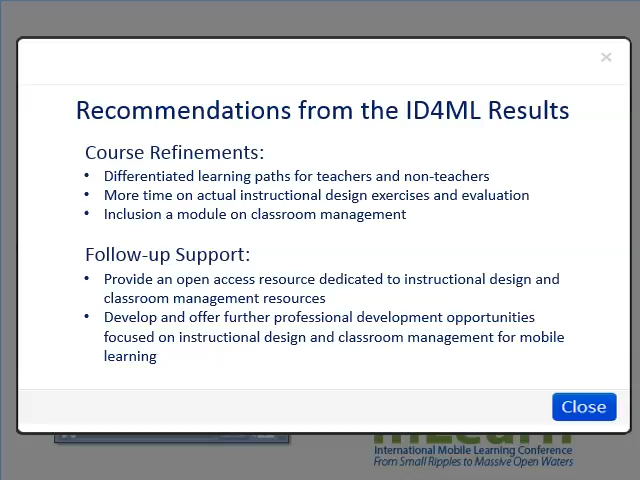 ×
Recommendations from the ID4ML Results
Course Refinements:
• Differentiated learning paths for teachers and non-teachers
• More time on actual instructional design exercises and evaluation
• Inclusion a module on classroom management
Follow-up Support:
• Provide an open access resource dedicated to instructional design and
classroom management resources
• Develop and offer further professional development opportunities
focused on instructional design and classroom management for mobile
learning
Close
mLearn
International Mobile Learning Conference
From Small Ripples to Massive Open Waters